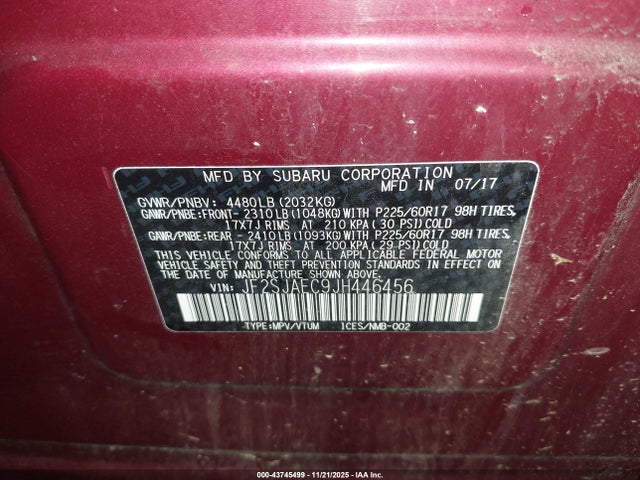 MFD BY SUBARU CORPORATION
MFD IN 07/17
GVWR/PNBV: 4480LB (2032KG)
GAWR/PNBE:FRONT- 2310LB (1048KG)WITH P225/60R17 98H TIRES,
17X7J RIMS AT 210 KPA ( 30 PSI)COLD
GAWR/PNBE:REAR - 2410LB (1093KG)WITH P225/60R17 98H TIRES,
17X7J RIMS AT 200 KPA (29 PSI)COLD
THIS VEHICLE CONFORMS TO ALL APPLICABLE FEDERAL MOTOR
VEHICLE SAFETY AND BUMPER STANDARDS AND THEFT PREVENTION
STANDARDS IN EFFECT ON THE DATE OF MANUFACTURE SHOWN ABOVE.
VIN: JF2SJAEC9JH446456
TYPE:MPV/VTUM ICES/NMB-002
000-43745499 - 11/21/2025 - IAA Inc.